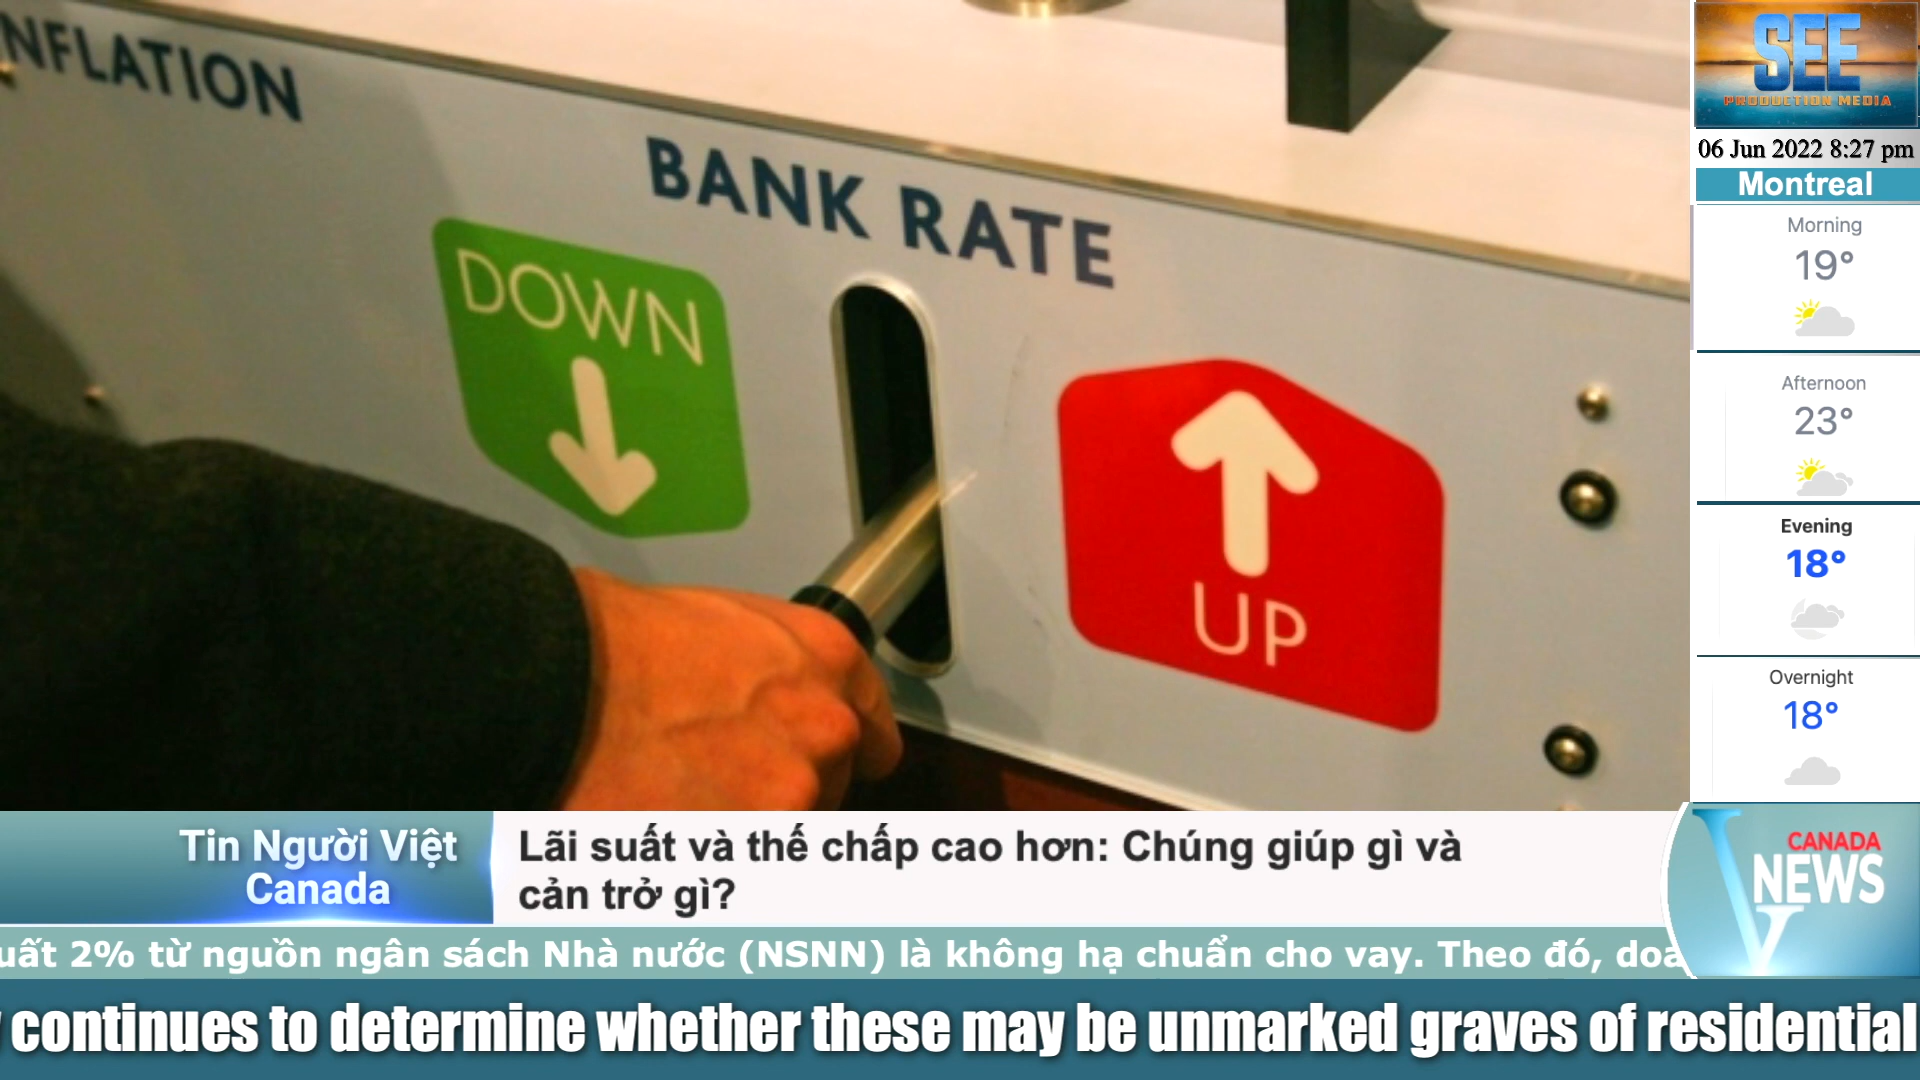 NFLATION
BANK RATE
DOWN
UP
SEE
PRODUCTION MEDIA
06 Jun 2022 8:27 pm
Montreal
Morning
19°
Afternoon
23°
Evening
18°
Overnight
18°
Tin Người Việt
Canada
Lãi suất và thế chấp cao hơn: Chúng giúp gì và
cản trở gì?
CANADA
V NEWS
uất 2% từ nguồn ngân sách Nhà nước (NSNN) là không hạ chuẩn cho vay. Theo đó, doa
continues to determine whether these may be unmarked graves of residential